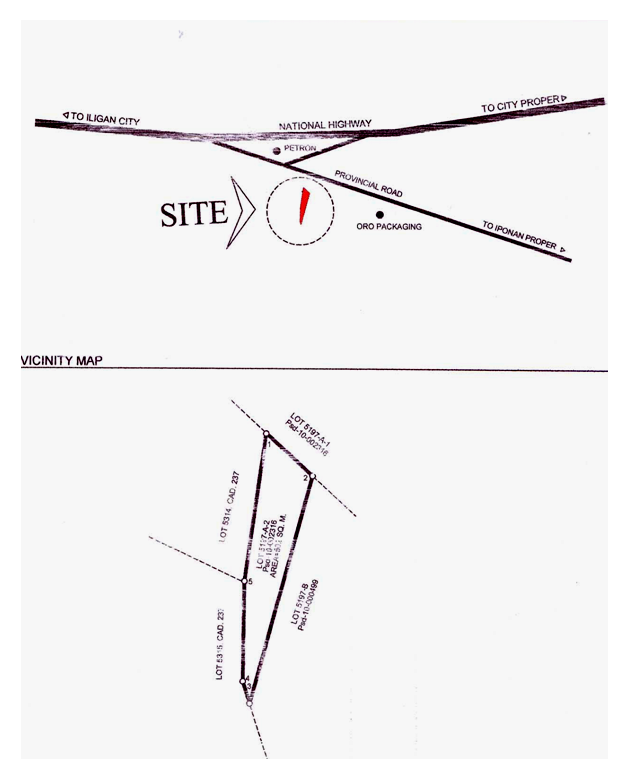 TO ILIGAN CITY
TO CITY PROPER
NATIONAL HIGHWAY
PETRON
PROVINCIAL ROAD
SITE
ORO PACKAGING
TO IPONAN PROPER
VICINITY MAP
LOT 5197-A-1
Psd-10-002316
1
2
LOT 5314, CAD. 237
LOT 5197-A-2
Psd-10-002316
SQ. M.
5
LOT 5197-B
Psd-10-000499
LOT 5315, CAD. 237
4
3